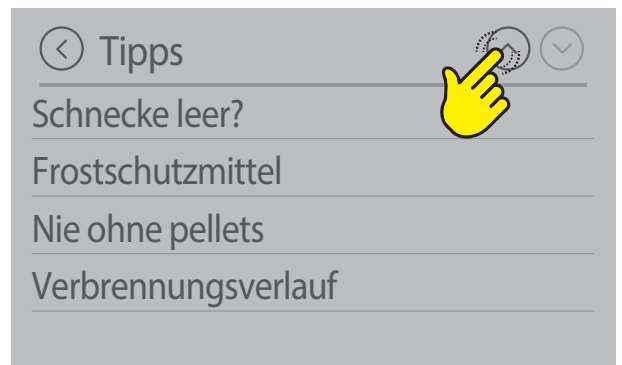 Tipps
Schnecke leer?
Frostschutzmittel
Nie ohne pellets
Verbrennungsverlauf